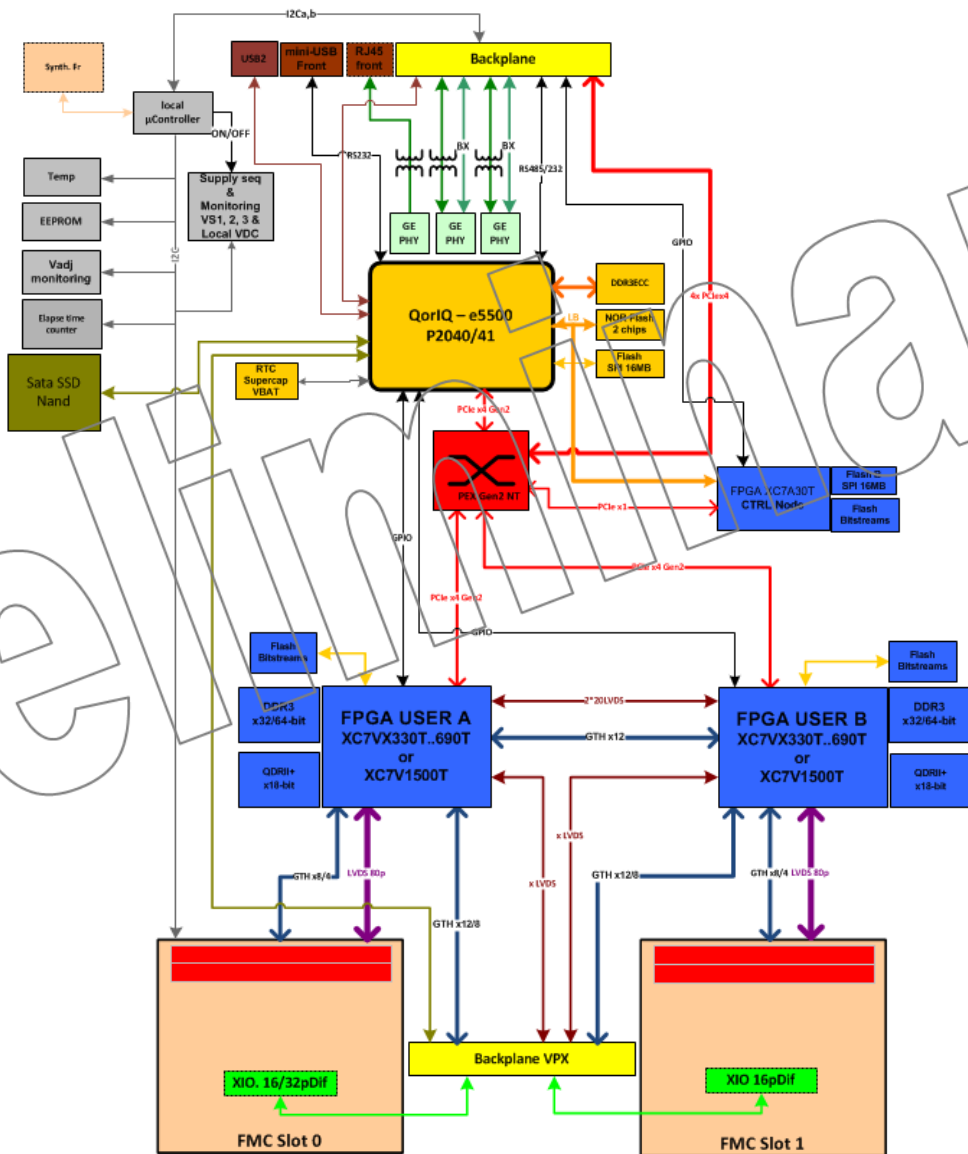 I2Ca,b
Synth. Fr
USB2
mini-USB
Front
RJ45
front
Backplane
local
µController
ON/OFF
RS232
BX
BX
RS485/232
Temp
Supply seq
&
Monitoring
VS1, 2, 3 &
Local VDC
EEPROM
GE
PHY
GE
PHY
GE
PHY
GPIO
I2C
Vadj
monitoring
DDR3ECC
4x PCIex4
Elapse time
counter
QorIQ – e5500
P2040/41
LB
NOR Flash
2 chips
Flash
SPI 16MB
Sata SSD
Nand
RTC
Supercap
VBAT
PCIe x4 Gen2
PEX Gen2 NT
FPGA XC7A30T
CTRL Node
SPI 16MB
Flash
Bitstreams
PCIe x1
GPIO
PCIe x4 Gen2
PCIe x4 Gen2
GPIO
Flash
Bitstreams
Flash
Bitstreams
DDR3
x32/64-bit
FPGA USER A
XC7VX330T..690T
or
XC7V1500T
2*20LVDS
GTH x12
FPGA USER B
XC7VX330T..690T
or
XC7V1500T
DDR3
x32/64-bit
QDRII+
x18-bit
QDRII+
x18-bit
x LVDS
x LVDS
GTH x8/4
LVDS 80p
GTH x12/8
GTH x12/8
GTH x8/4
LVDS 80p
Backplane VPX
XIO. 16/32pDif
XIO 16pDif
FMC Slot 0
FMC Slot 1